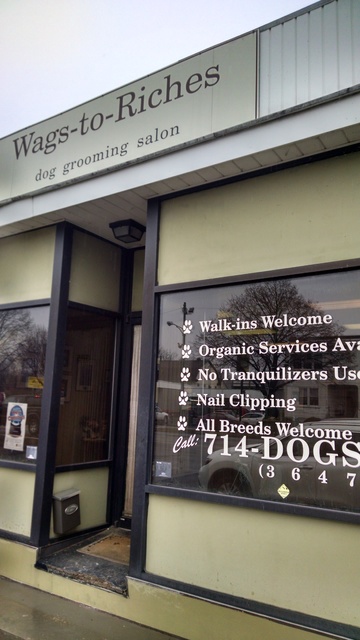 Wags-to-Riches
dog grooming salon
Walk-ins Welcome
Organic Services Ava
No Tranquilizers Use
Nail Clipping
All Breeds Welcome
Call: 714-DOGS
(3 6 4 7